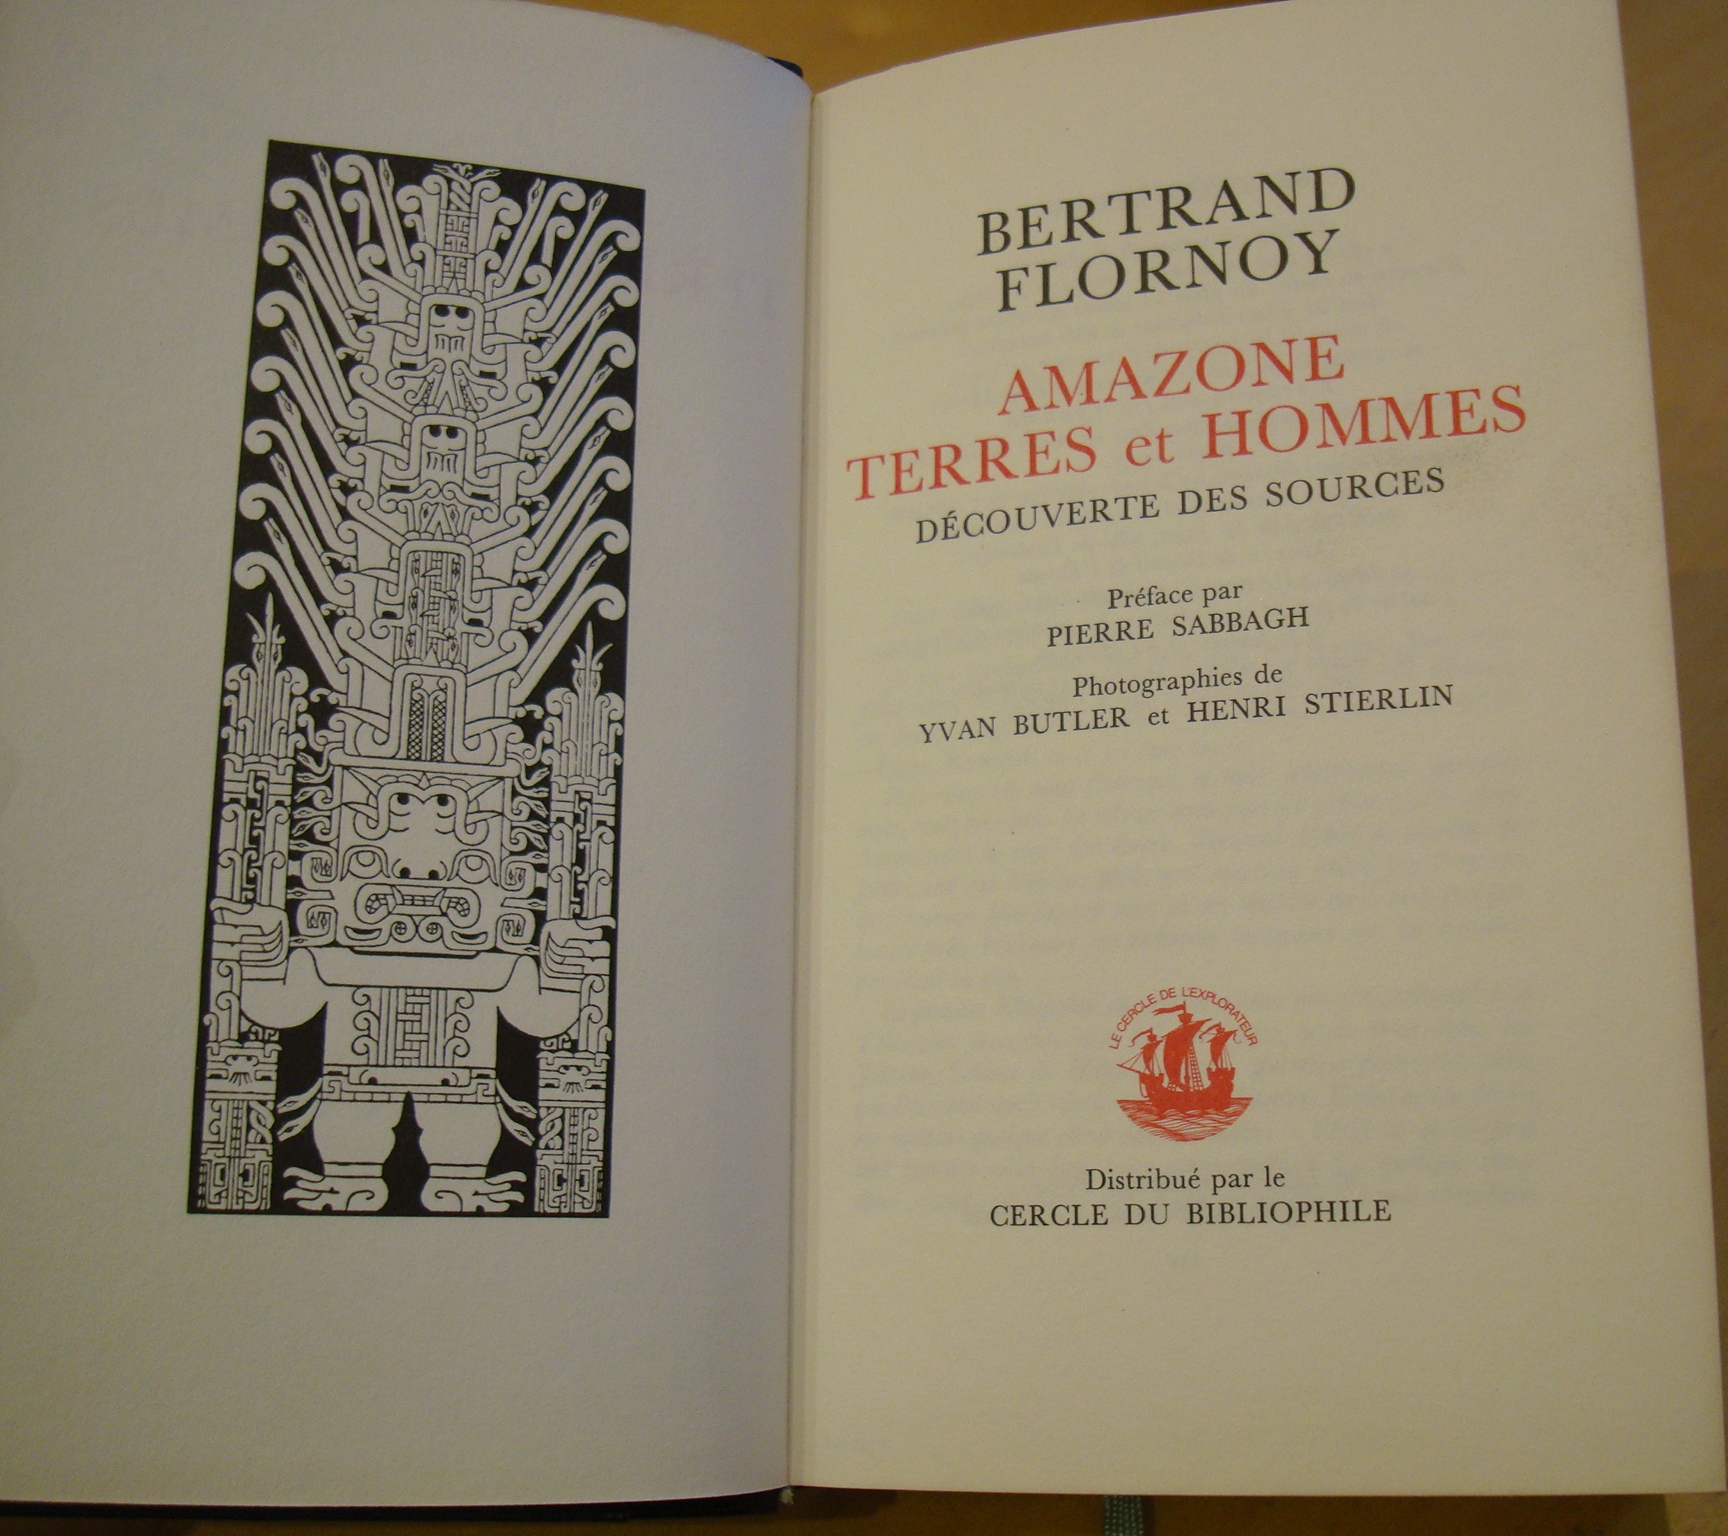 BERTRAND
FLORNOY
AMAZONE
TERRES et HOMMES
DÉCOUVERTE DES SOURCES
Préface par
PIERRE SABBAGH
Photographies de
YVAN BUTLER et HENRI STIERLIN
LE CERCLE DE L'EXPLORATEUR
Distribué par le
CERCLE DU BIBLIOPHILE